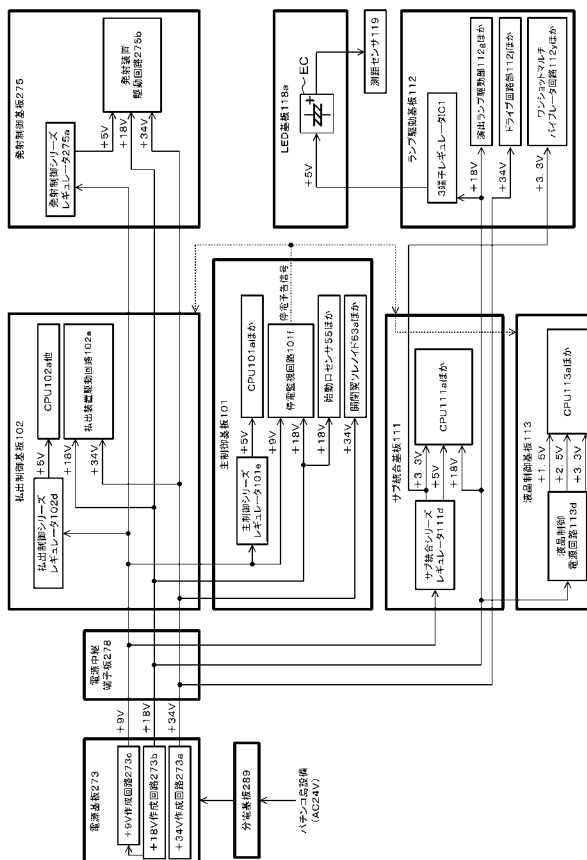 発射制御基板275
発射制御シリーズ
レギュレータ275a
発射装置
駆動回路275b
+5V
+18V
+34V
LED基板118a
EC
+5V
測距センサ119
ランプ駆動基板112
3端子レギュレータIC1
+18V
演出ランプ駆動部112gほか
+34V
ドライブ回路部112jほか
+3.3V
ワンショットマルチ
バイブレータ回路112yほか
払出制御基板102
払出制御シリーズ
レギュレータ102d
+5V
CPU102a他
+18V
+34V
払出装置駆動回路102e
主制御基板101
主制御シリーズ
レギュレータ101e
+5V
CPU101aほか
+9V
+18V
停電監視回路101f
停電予告信号
+18V
始動口センサ55ほか
+34V
開閉翼ソレノイド63aほか
サブ統合基板111
サブ統合シリーズ
レギュレータ111d
+3.3V
+5V
+18V
CPU111aほか
液晶制御基板113
液晶制御
電源回路113d
+1.5V
+2.5V
+3.3V
CPU113aほか
電源中継
端子板278
+9V
+18V
+34V
電源基板273
+9V作成回路273c
+18V作成回路273b
+34V作成回路273a
分電基板289
パチンコ島設備
(AC24V)